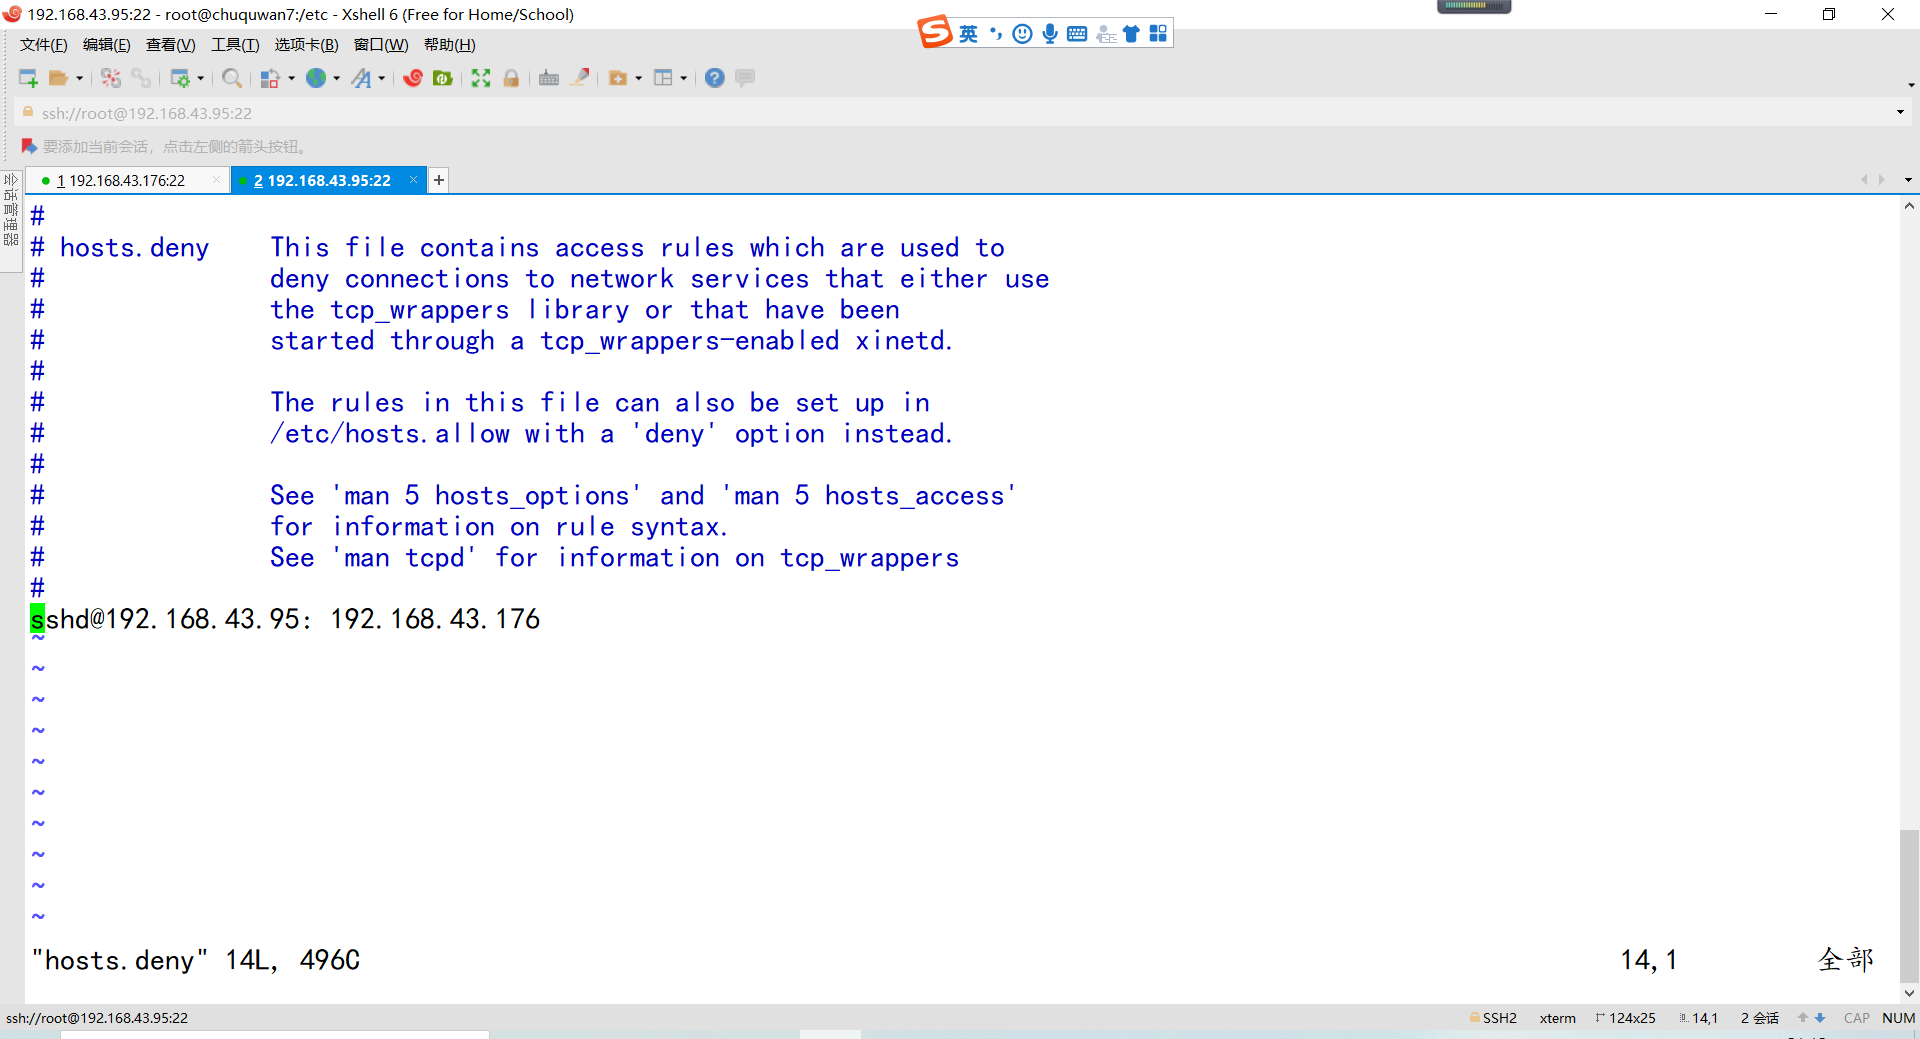 192.168.43.95:22 - root@chuquwan7:/etc - Xshell 6 (Free for Home/School)
英
文件(F) 编辑(E) 查看(V) 工具(T) 选项卡(B) 窗口(W) 帮助(H)
ssh://root@192.168.43.95:22
要添加当前会话，点击左侧的箭头按钮。
会话管理器
1 192.168.43.176:22 × 2 192.168.43.95:22 × +
#
# hosts.deny    This file contains access rules which are used to
#               deny connections to network services that either use
#               the tcp_wrappers library or that have been
#               started through a tcp_wrappers-enabled xinetd.
#
#               The rules in this file can also be set up in
#               /etc/hosts.allow with a 'deny' option instead.
#
#               See 'man 5 hosts_options' and 'man 5 hosts_access'
#               for information on rule syntax.
#               See 'man tcpd' for information on tcp_wrappers
#
sshd@192.168.43.95: 192.168.43.176
~
~
~
~
~
~
~
~
~
~
"hosts.deny" 14L, 496C 14,1 全部
ssh://root@192.168.43.95:22 SSH2 xterm 124x25 14,1 2 会话 CAP NUM